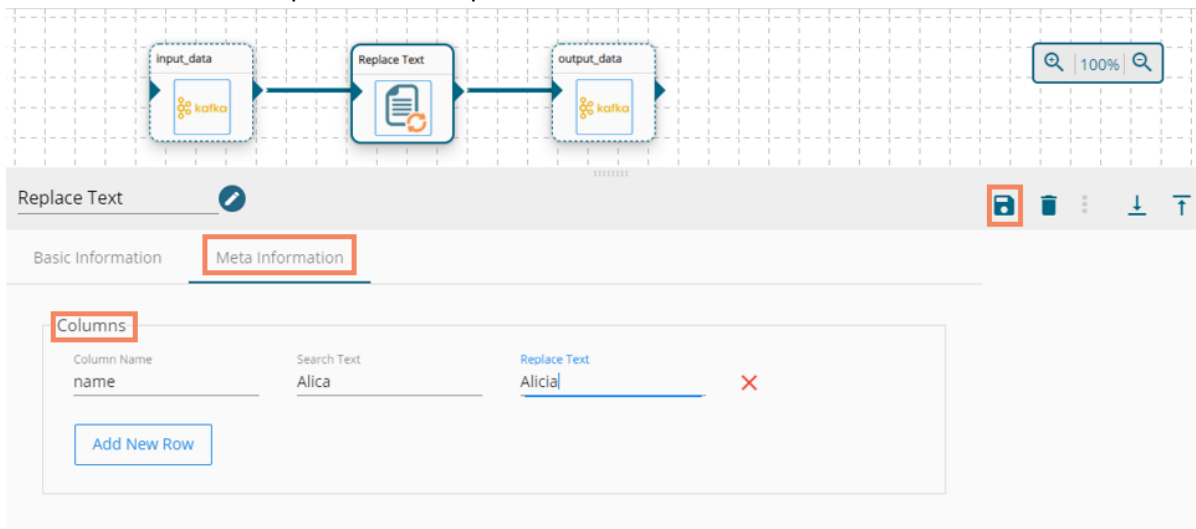 input_data
Replace Text
output_data
kafka
kafka
100%
Replace Text
Basic Information
Meta Information
Columns
Column Name
Search Text
Replace Text
name
Alica
Alicia
Add New Row